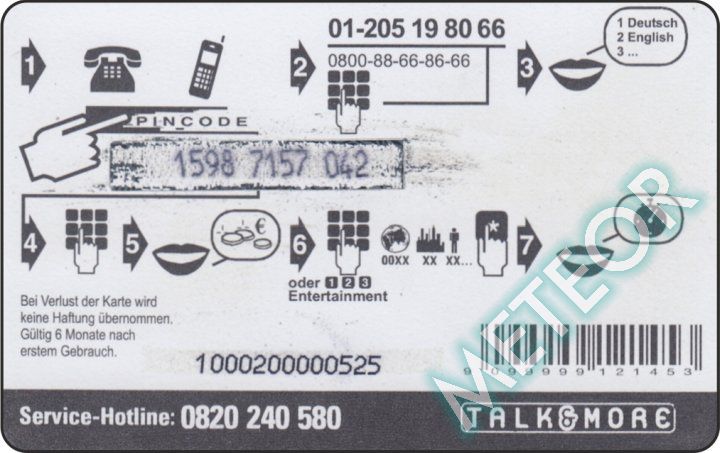 1
2
01-205 19 80 66
0800-88-66-86-66
3
1 Deutsch
2 English
3 ...
PINCODE
1598 7157 042
4
5
€
6
00XX XX XX...
7
oder 1 2 3
Entertainment
Bei Verlust der Karte wird
keine Haftung übernommen.
Gültig 6 Monate nach
erstem Gebrauch.
1000200000525
9 099999 121453
METEOR
Service-Hotline: 0820 240 580
TALK&MORE